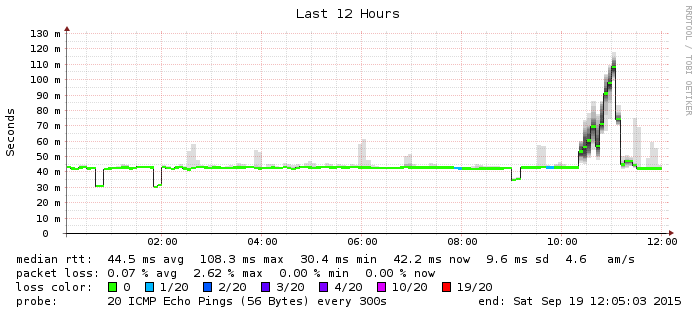 Last 12 Hours
RRDTOOL / TOBI OETIKER
Seconds
130 m
120 m
110 m
100 m
90 m
80 m
70 m
60 m
50 m
40 m
30 m
20 m
10 m
0
02:00 04:00 06:00 08:00 10:00 12:00
median rtt: 44.5 ms avg 108.3 ms max 30.4 ms min 42.2 ms now 9.6 ms sd 4.6 am/s
packet loss: 0.07 % avg 2.62 % max 0.00 % min 0.00 % now
loss color: 0 1/20 2/20 3/20 4/20 10/20 19/20
probe: 20 ICMP Echo Pings (56 Bytes) every 300s end: Sat Sep 19 12:05:03 2015